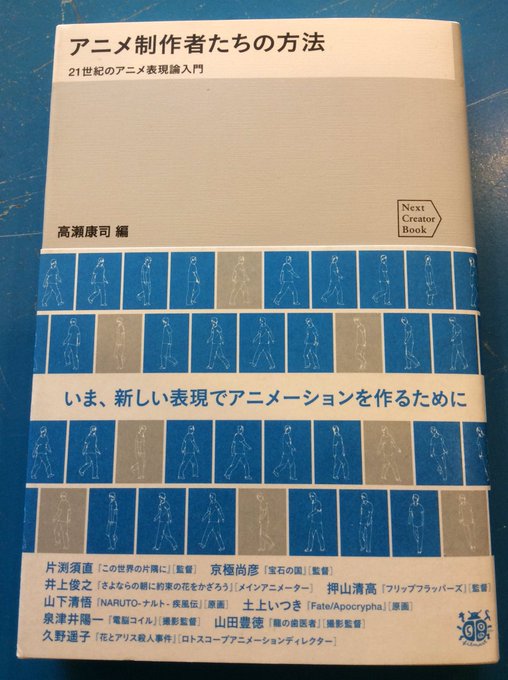 アニメ制作者たちの方法
21世紀のアニメ表現論入門
高瀬康司 編
Next
Creator
Book
いま、新しい表現でアニメーションを作るために
片渕須直『この世界の片隅に』[監督] 京極尚彦『宝石の国』[監督]
井上俊之『さよならの朝に約束の花をかざろう』[メインアニメーター] 押山清高『フリップフラッパーズ』[監督]
山下清悟『NARUTO-ナルト- 疾風伝』[原画] 土上いつき『Fate/Apocrypha』[原画]
泉津井陽一『電脳コイル』[撮影監督] 山田豊徳『龍の歯医者』[撮影監督]
久野遥子『花とアリス殺人事件』[ロトスコープアニメーションディレクター]